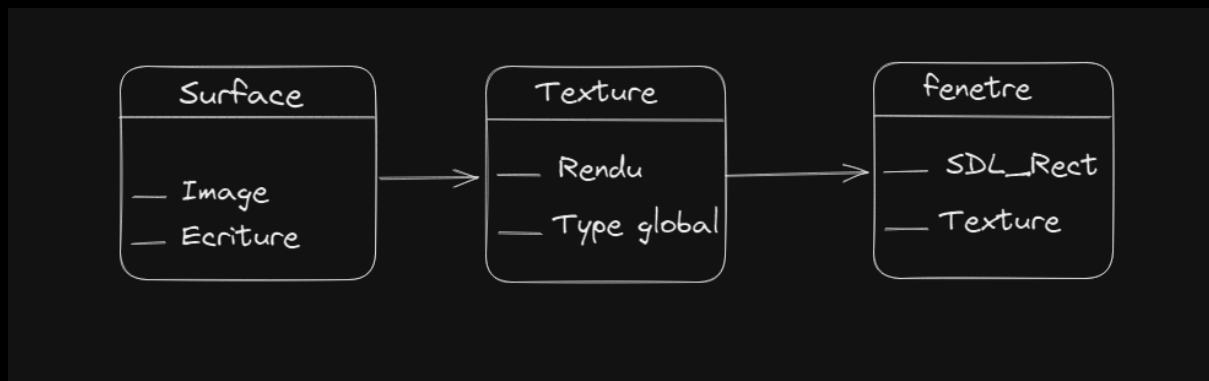 Surface
Image
Ecriture
Texture
Rendu
Type global
fenetre
SDL_Rect
Texture